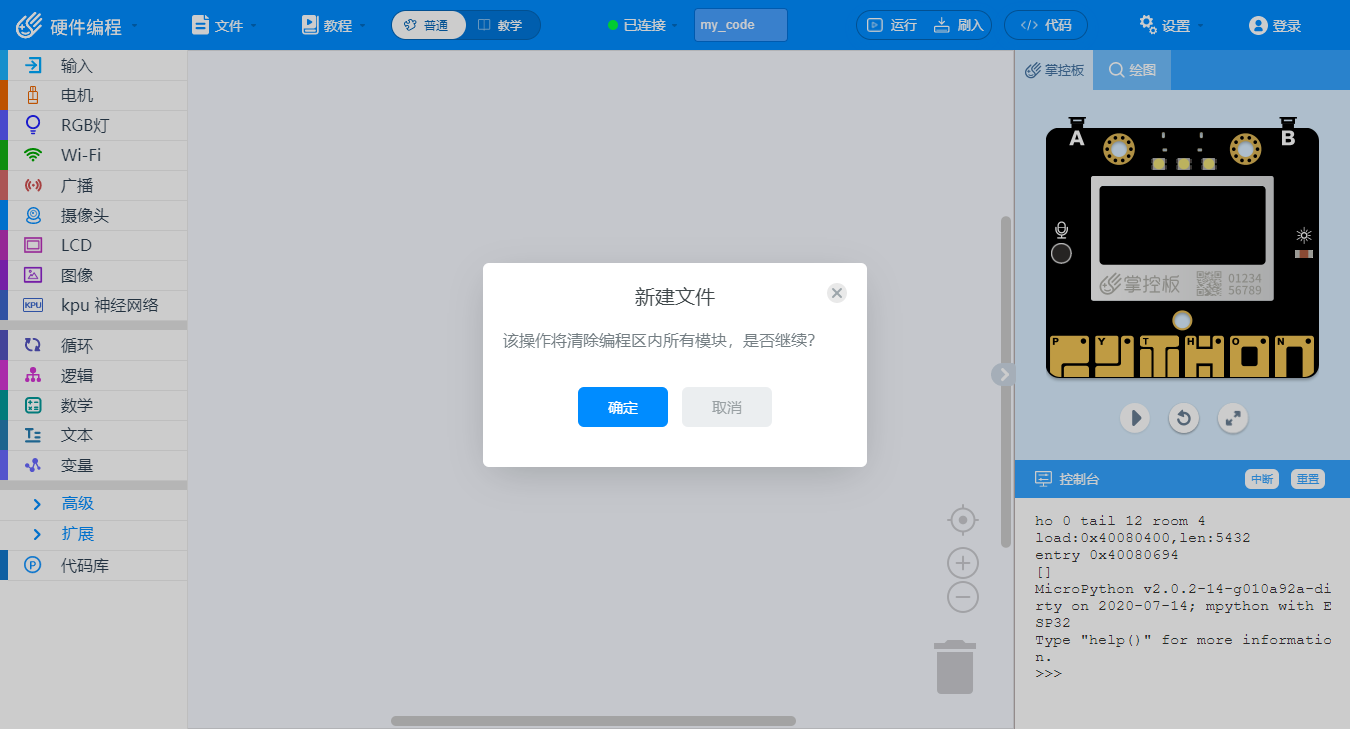 硬件编程
文件
教程
普通
教学
已连接
my_code
运行
刷入
代码
设置
登录
输入
电机
RGB灯
Wi-Fi
广播
摄像头
LCD
图像
KPU
kpu 神经网络
循环
逻辑
数学
文本
变量
高级
扩展
P
代码库
新建文件
该操作将清除编程区内所有模块，是否继续?
确定
取消
掌控板
绘图
A
B
掌控板
01234
56789
P Y T H O N
PYTHON
控制台
中断
重置
ho 0 tail 12 room 4
load:0x40080400,len:5432
entry 0x40080694
[]
MicroPython v2.0.2-14-g010a92a-di
rty on 2020-07-14; mpython with E
SP32
Type "help()" for more informatio
n.
>>>